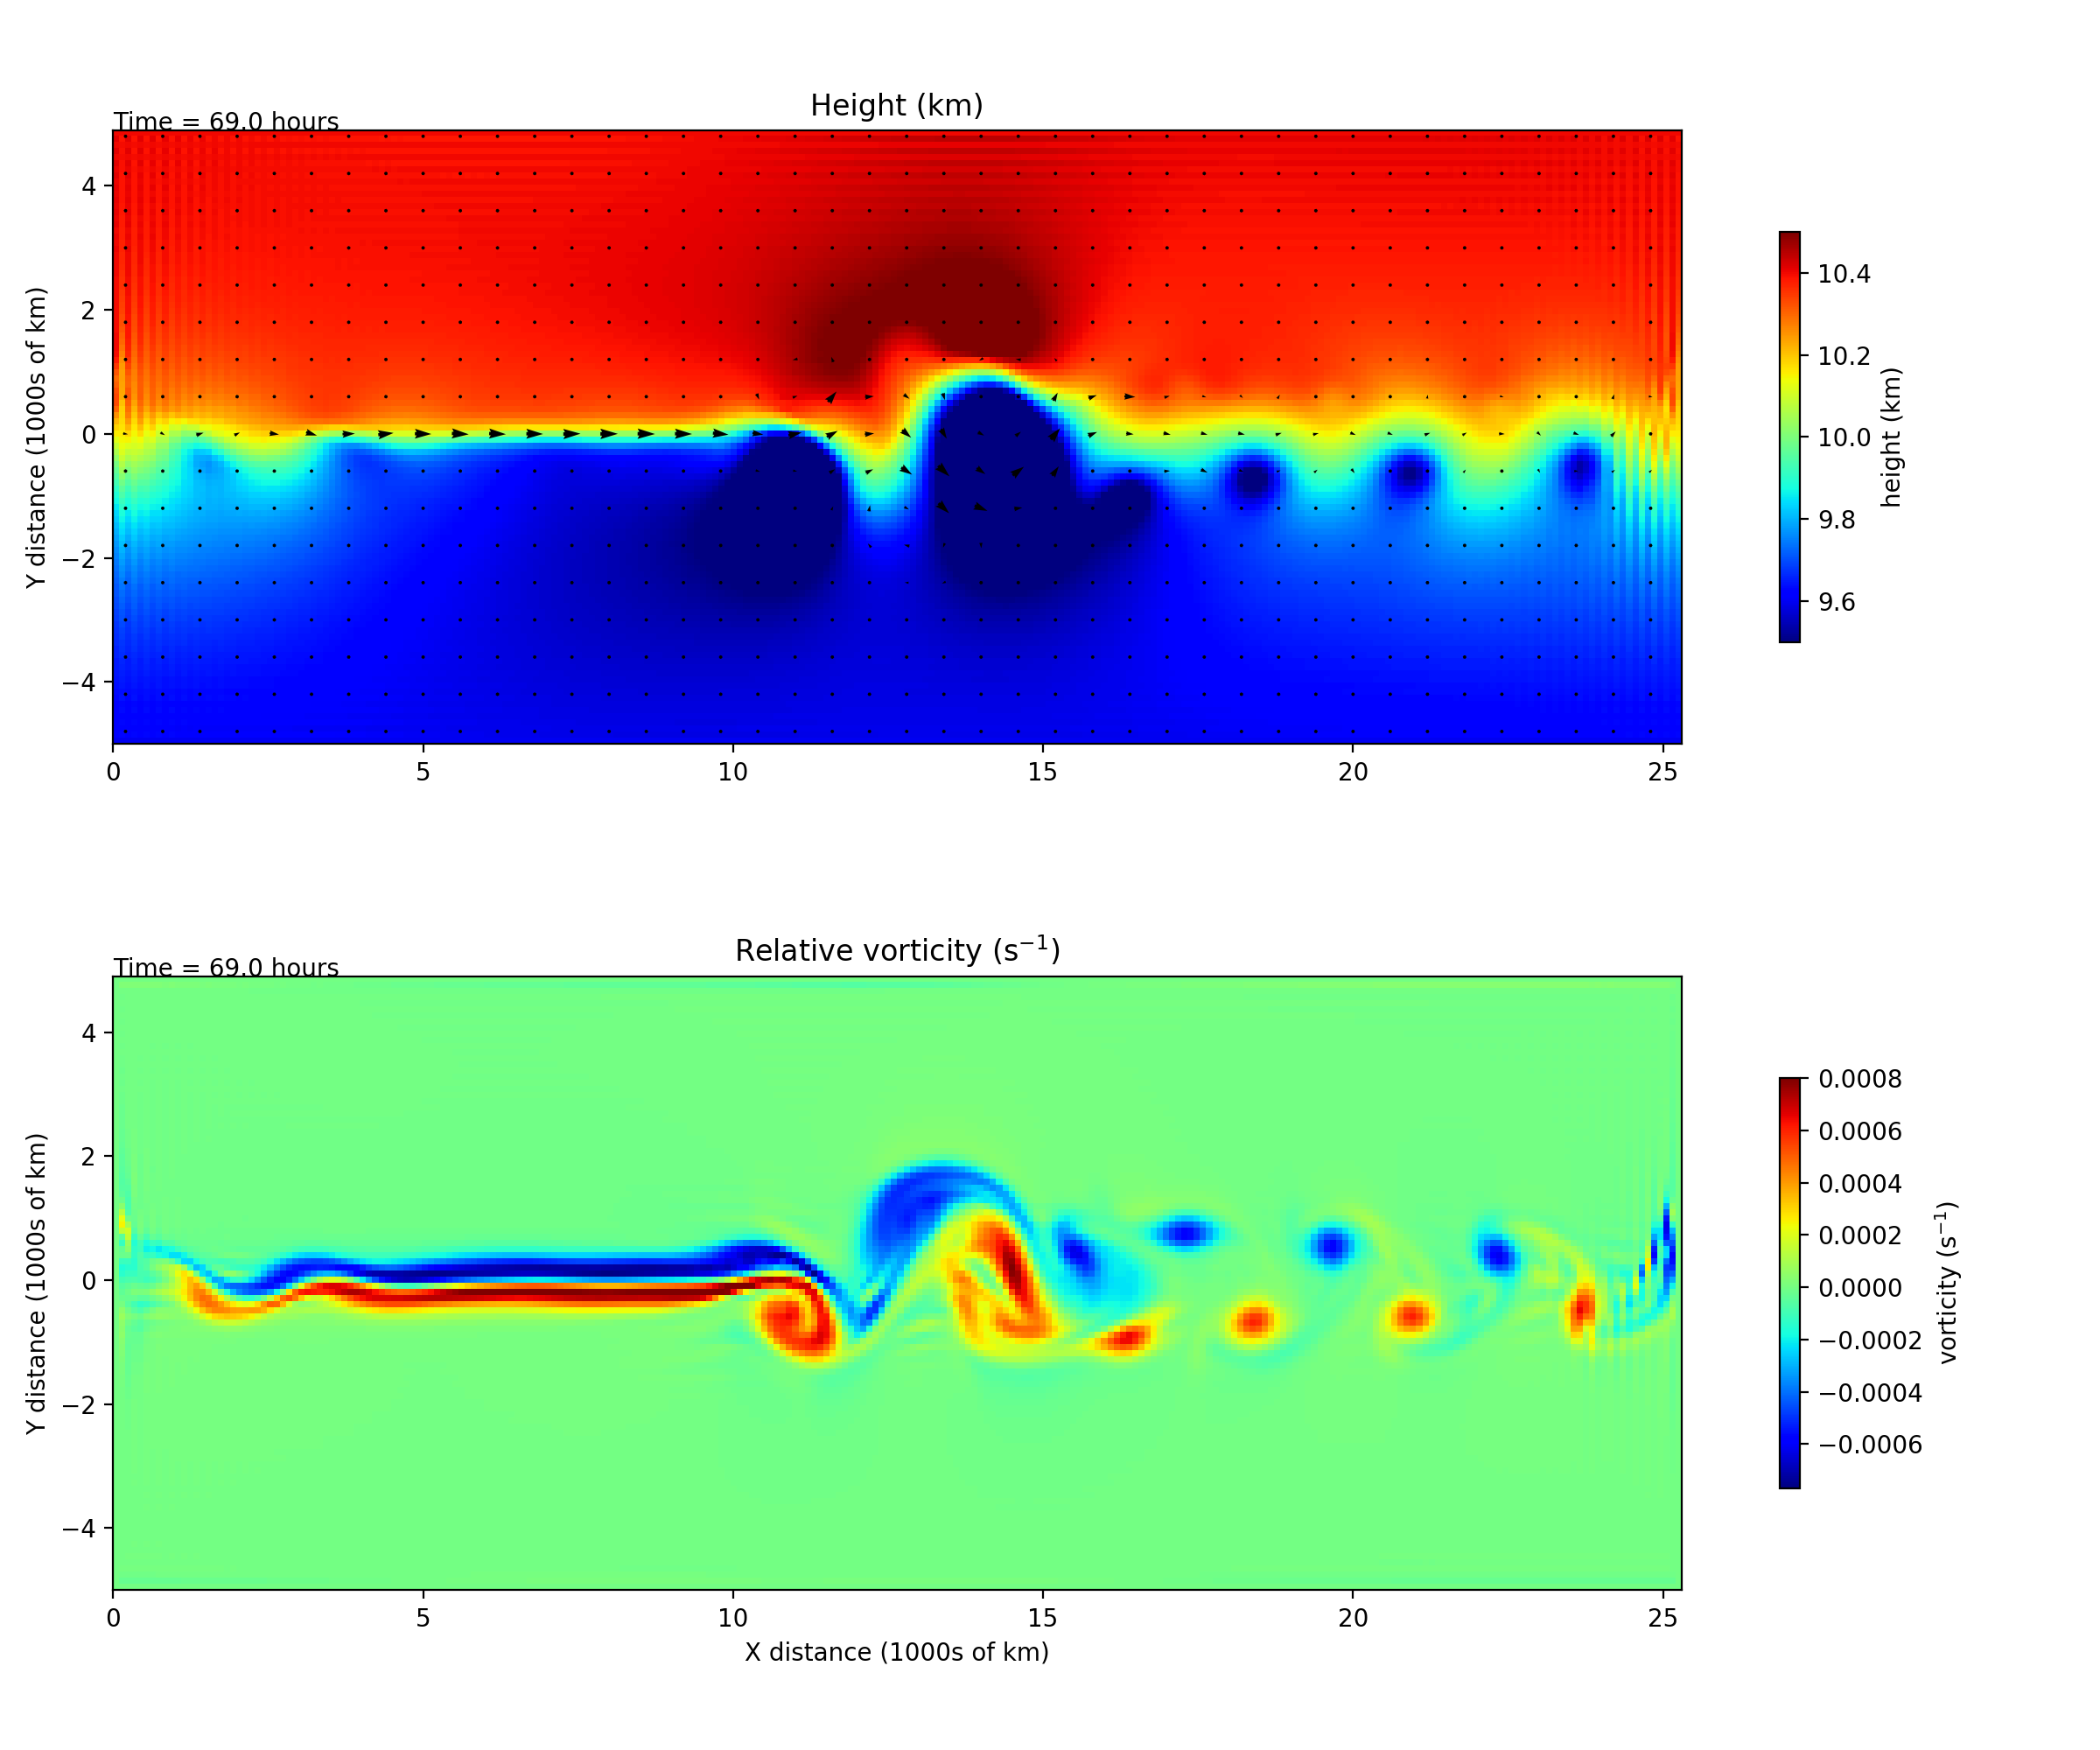 Height (km)
Time = 69.0 hours
Y distance (1000s of km)
4
2
0
−2
−4
0 5 10 15 20 25
10.4
10.2
10.0
9.8
9.6
height (km)
Relative vorticity (s⁻¹)
Time = 69.0 hours
Y distance (1000s of km)
4
2
0
−2
−4
0 5 10 15 20 25
X distance (1000s of km)
0.0008
0.0006
0.0004
0.0002
0.0000
−0.0002
−0.0004
−0.0006
vorticity (s⁻¹)